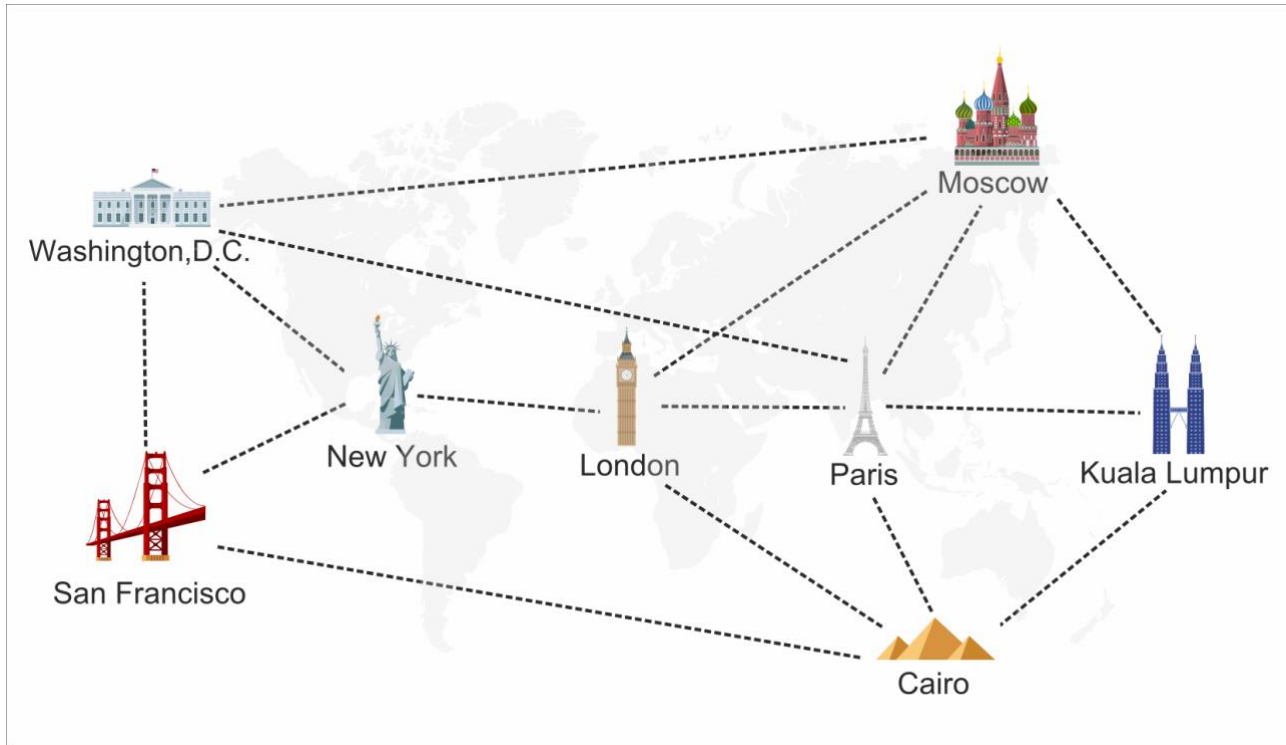 Moscow
Washington,D.C.
New York
London
Paris
Kuala Lumpur
San Francisco
Cairo